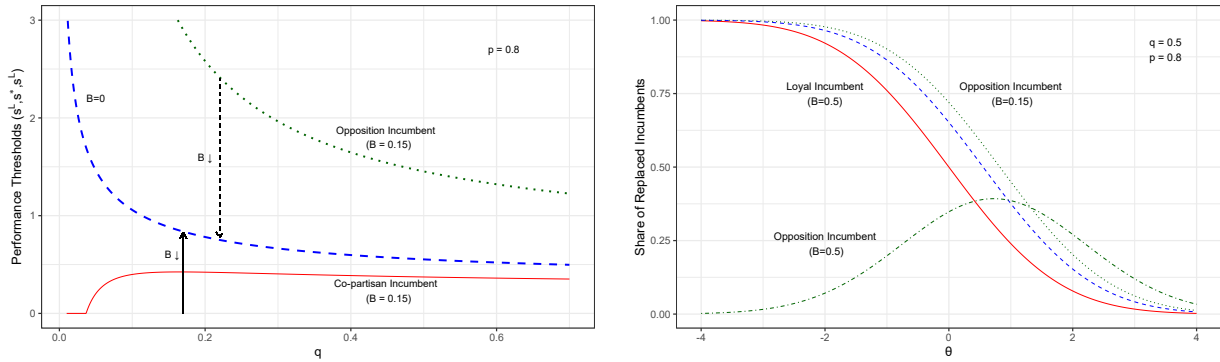 Performance Thresholds (s^L, s^*, s^L)
3
2
1
0
p = 0.8
B=0
Opposition Incumbent
(B = 0.15)
B ↓
B ↓
Co-partisan Incumbent
(B = 0.15)
0
0.2
0.4
0.6
q
Share of Replaced Incumbents
1.00
0.75
0.50
0.25
0.00
q = 0.5
p = 0.8
Loyal Incumbent
(B=0.5)
Opposition Incumbent
(B=0.15)
Opposition Incumbent
(B=0.5)
-4
-2
0
2
4
θ